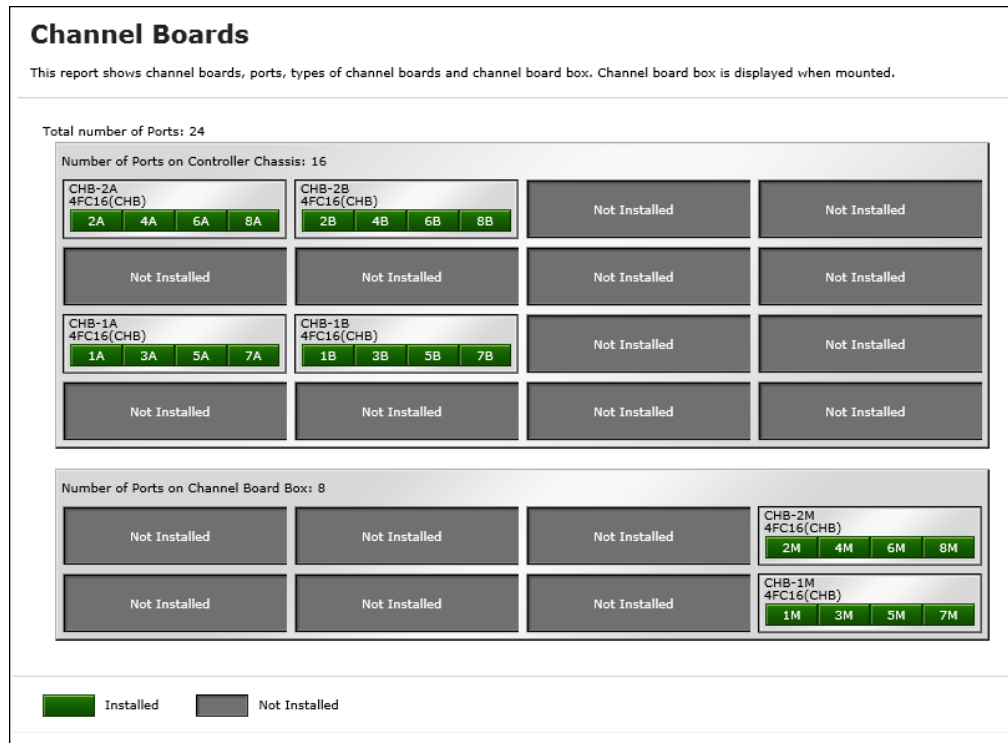 Channel Boards
This report shows channel boards, ports, types of channel boards and channel board box. Channel board box is displayed when mounted.
Total number of Ports: 24
Number of Ports on Controller Chassis: 16
CHB-2A
4FC16(CHB)
2A 4A 6A 8A
CHB-2B
4FC16(CHB)
2B 4B 6B 8B
Not Installed
Not Installed
Not Installed
Not Installed
Not Installed
Not Installed
CHB-1A
4FC16(CHB)
1A 3A 5A 7A
CHB-1B
4FC16(CHB)
1B 3B 5B 7B
Not Installed
Not Installed
Not Installed
Not Installed
Not Installed
Not Installed
Number of Ports on Channel Board Box: 8
Not Installed
Not Installed
Not Installed
CHB-2M
4FC16(CHB)
2M 4M 6M 8M
Not Installed
Not Installed
Not Installed
CHB-1M
4FC16(CHB)
1M 3M 5M 7M
Installed
Not Installed